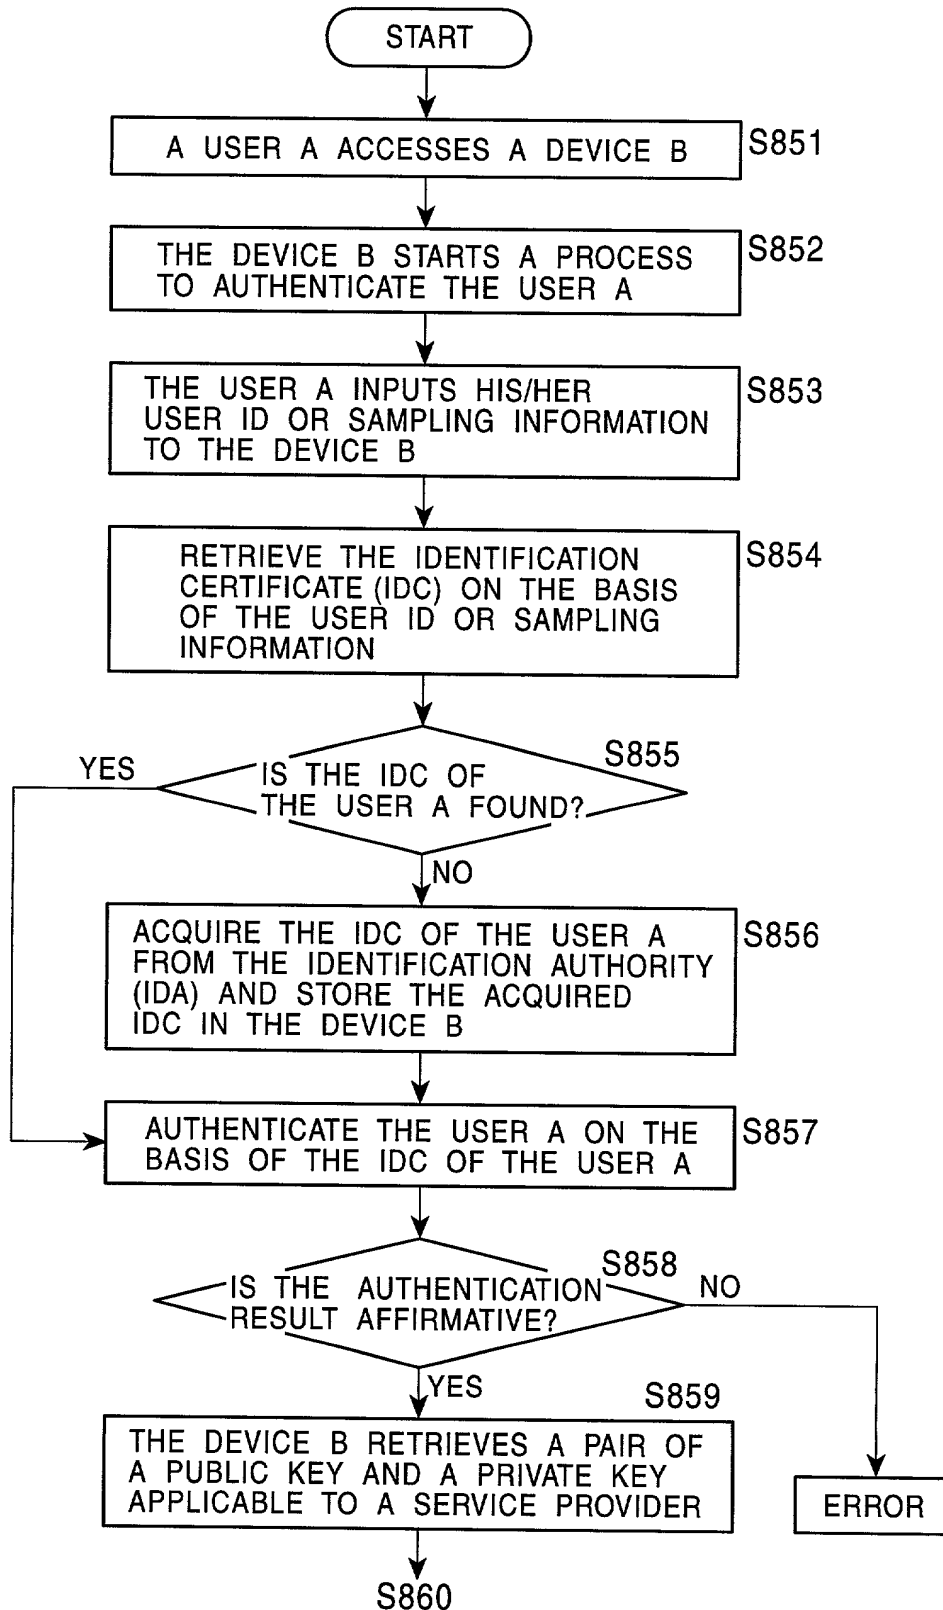 START
A USER A ACCESSES A DEVICE B
S851
THE DEVICE B STARTS A PROCESS
TO AUTHENTICATE THE USER A
S852
THE USER A INPUTS HIS/HER
USER ID OR SAMPLING INFORMATION
TO THE DEVICE B
S853
RETRIEVE THE IDENTIFICATION
CERTIFICATE (IDC) ON THE BASIS
OF THE USER ID OR SAMPLING
INFORMATION
S854
S855
YES
IS THE IDC OF
THE USER A FOUND?
NO
ACQUIRE THE IDC OF THE USER A
FROM THE IDENTIFICATION AUTHORITY
(IDA) AND STORE THE ACQUIRED
IDC IN THE DEVICE B
S856
AUTHENTICATE THE USER A ON THE
BASIS OF THE IDC OF THE USER A
S857
S858
IS THE AUTHENTICATION
RESULT AFFIRMATIVE?
NO
YES
S859
THE DEVICE B RETRIEVES A PAIR OF
A PUBLIC KEY AND A PRIVATE KEY
APPLICABLE TO A SERVICE PROVIDER
ERROR
S860